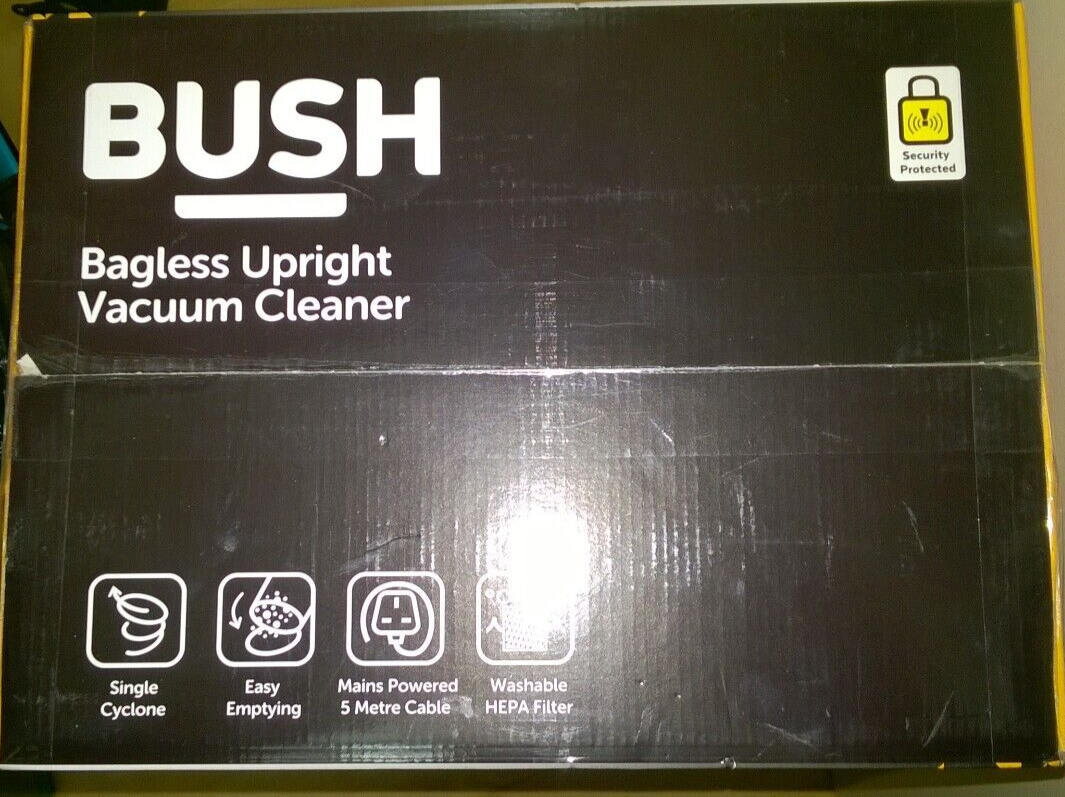 BUSH
Security
Protected
Bagless Upright
Vacuum Cleaner
Single
Cyclone
Easy
Emptying
Mains Powered
5 Metre Cable
Washable
HEPA Filter